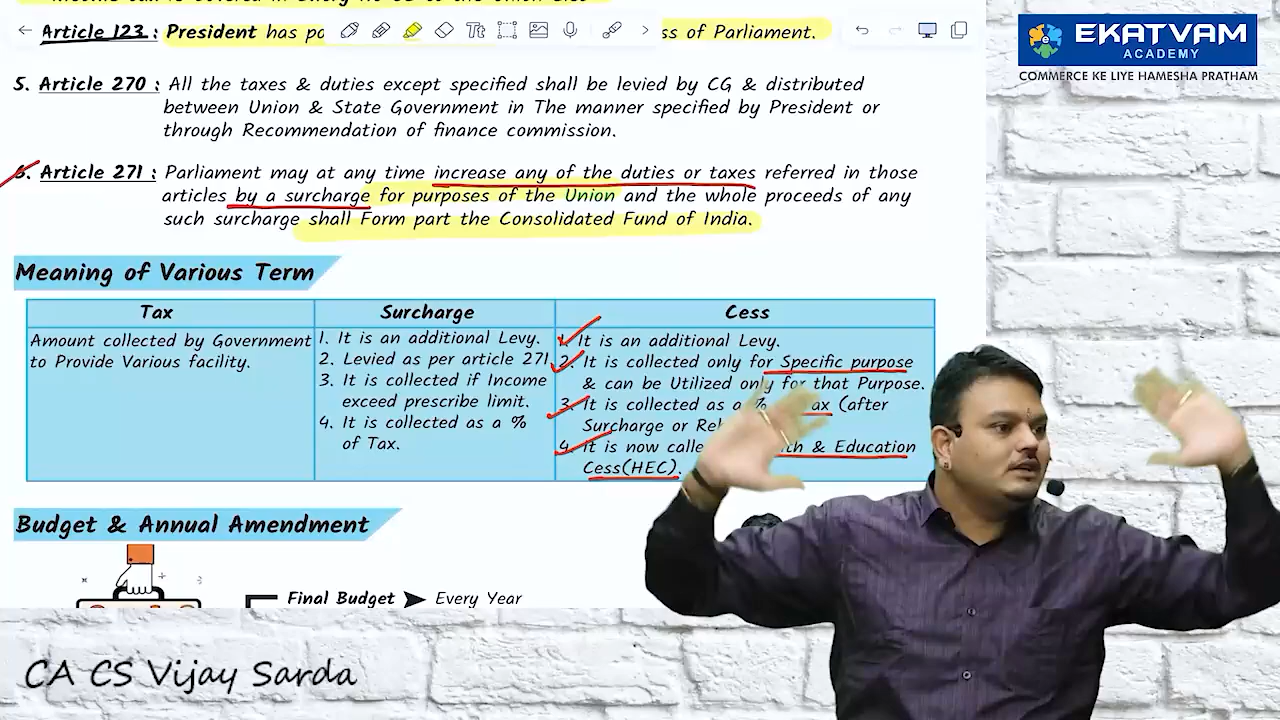 Article 123 : President has po
ss of Parliament.
EKATVAM
ACADEMY
COMMERCE KE LIYE HAMESHA PRATHAM
5. Article 270 : All the taxes & duties except specified shall be levied by CG & distributed
between Union & State Government in The manner specified by President or
through Recommendation of finance commission.
6. Article 271 : Parliament may at any time increase any of the duties or taxes referred in those
articles by a surcharge for purposes of the Union and the whole proceeds of any
such surcharge shall Form part the Consolidated Fund of India.
Meaning of Various Term
Tax
Amount collected by Government
to Provide Various facility.
Surcharge
1. It is an additional Levy.
2. Levied as per article 271.
3. It is collected if Income
exceed prescribe limit.
4. It is collected as a %
of Tax.
Cess
1. It is an additional Levy.
2. It is collected only for Specific purpose
& can be Utilized only for that Purpose.
3. It is collected as a % Tax (after
Surcharge or
4. It is now & Education
Cess(HEC).
Budget & Annual Amendment
Final Budget ➤ Every Year
CA CS Vijay Sarda